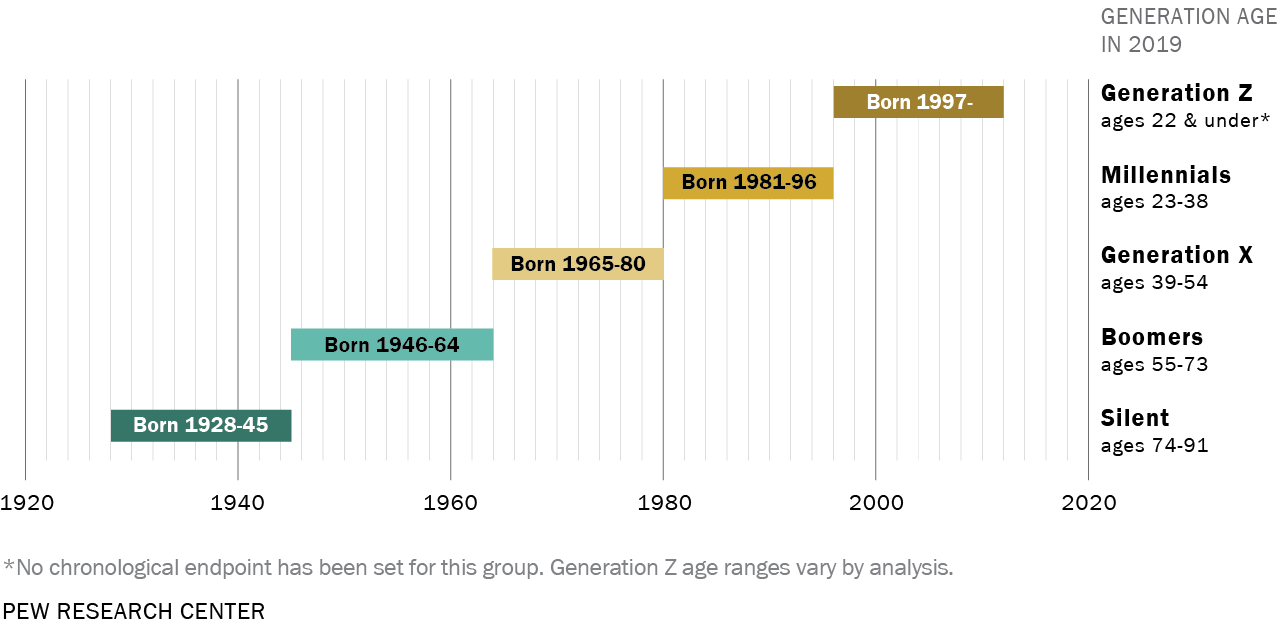 GENERATION AGE
IN 2019
Born 1997-
Generation Z
ages 22 & under*
Born 1981-96
Millennials
ages 23-38
Born 1965-80
Generation X
ages 39-54
Born 1946-64
Boomers
ages 55-73
Born 1928-45
Silent
ages 74-91
1920 1940 1960 1980 2000 2020
*No chronological endpoint has been set for this group. Generation Z age ranges vary by analysis.
PEW RESEARCH CENTER